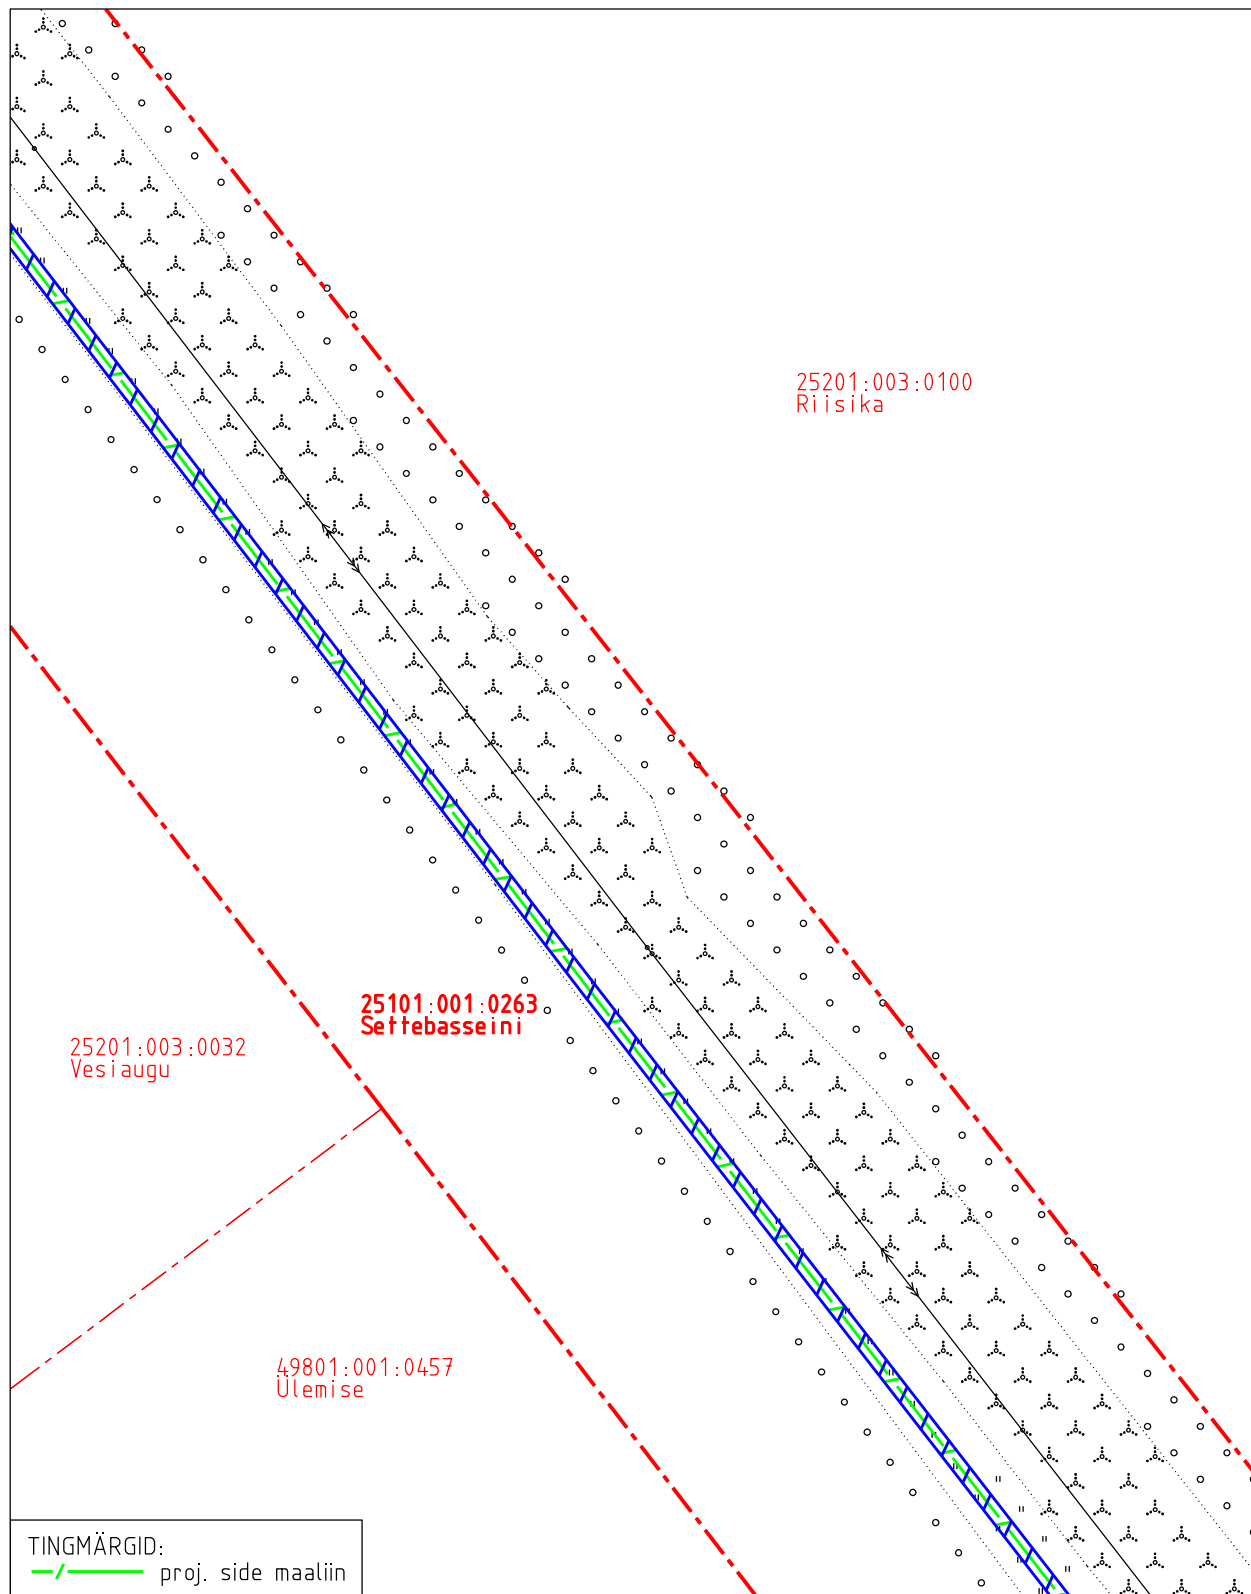 25201:003:0100
Riisika
25101:001:0263
Settebasseini
25201:003:0032
Vesiaugu
49801:001:0457
Ülemise
TINGMÄRGID:
proj. side maaliin